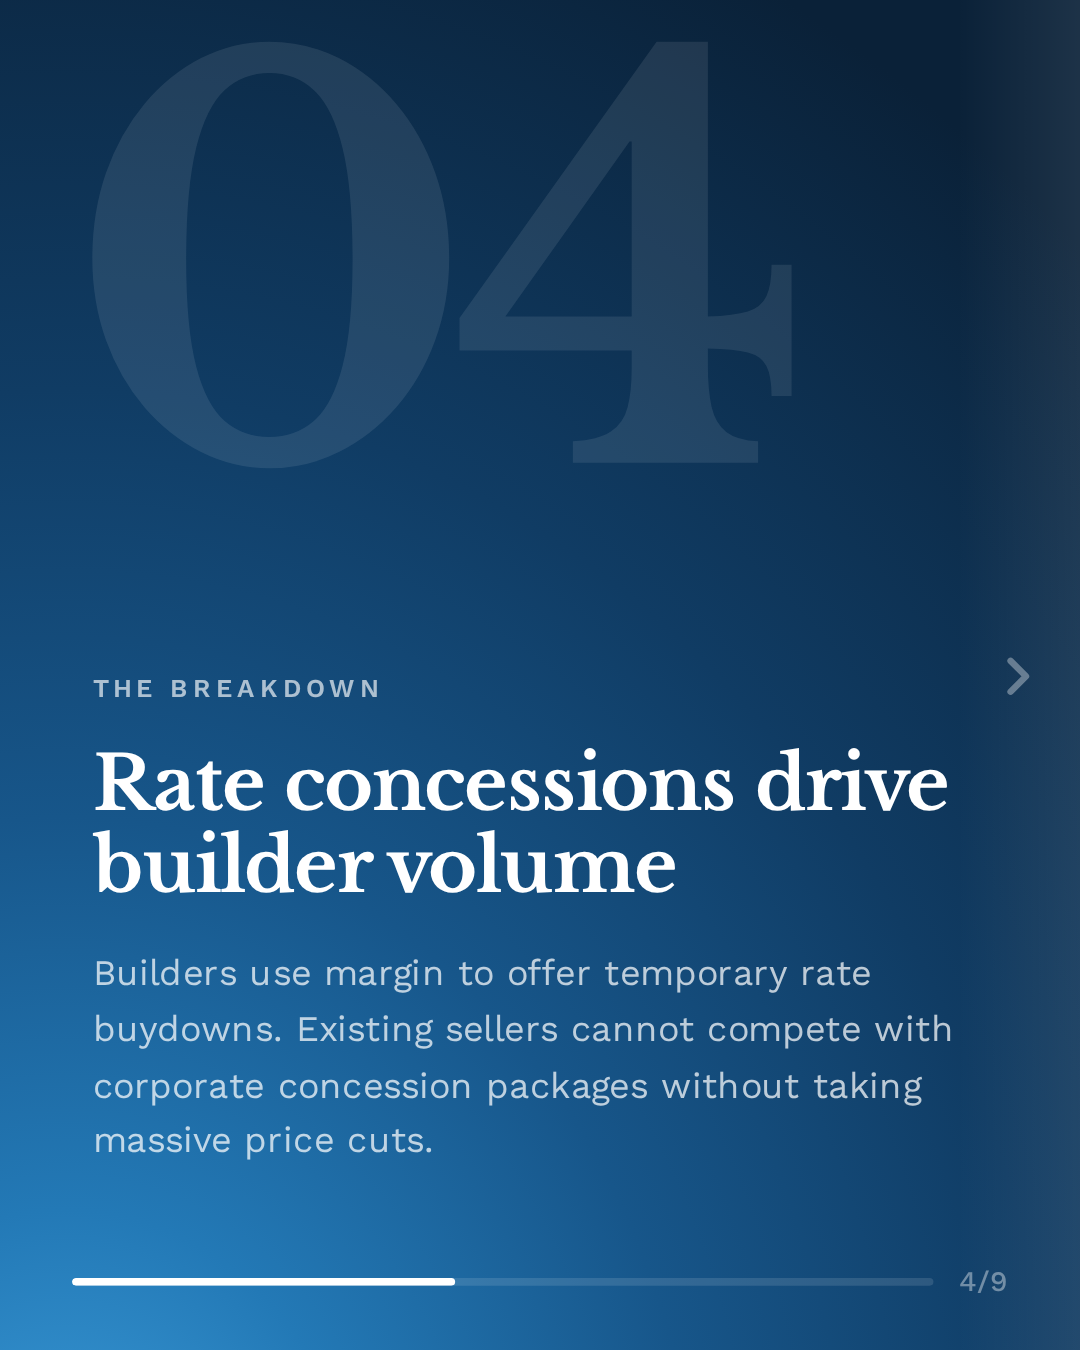 04
THE BREAKDOWN
Rate concessions drive
builder volume
Builders use margin to offer temporary rate
buydowns. Existing sellers cannot compete with
corporate concession packages without taking
massive price cuts.
4/9